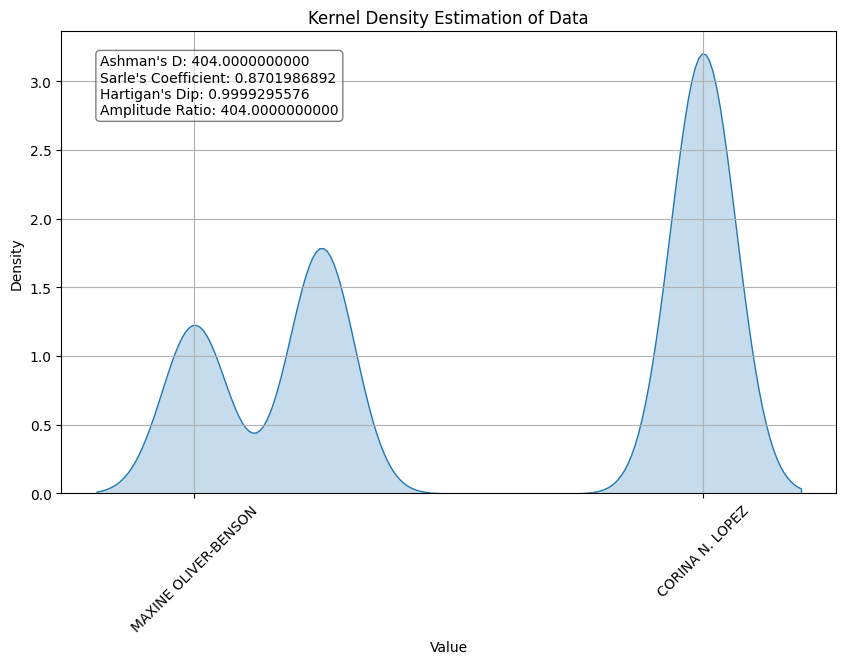 Kernel Density Estimation of Data
Ashman's D: 404.0000000000
Sarle's Coefficient: 0.8701986892
Hartigan's Dip: 0.9999295576
Amplitude Ratio: 404.0000000000
Density
3.0
2.5
2.0
1.5
1.0
0.5
0.0
MAXINE OLIVER-BENSON
CORINA N. LOPEZ
Value